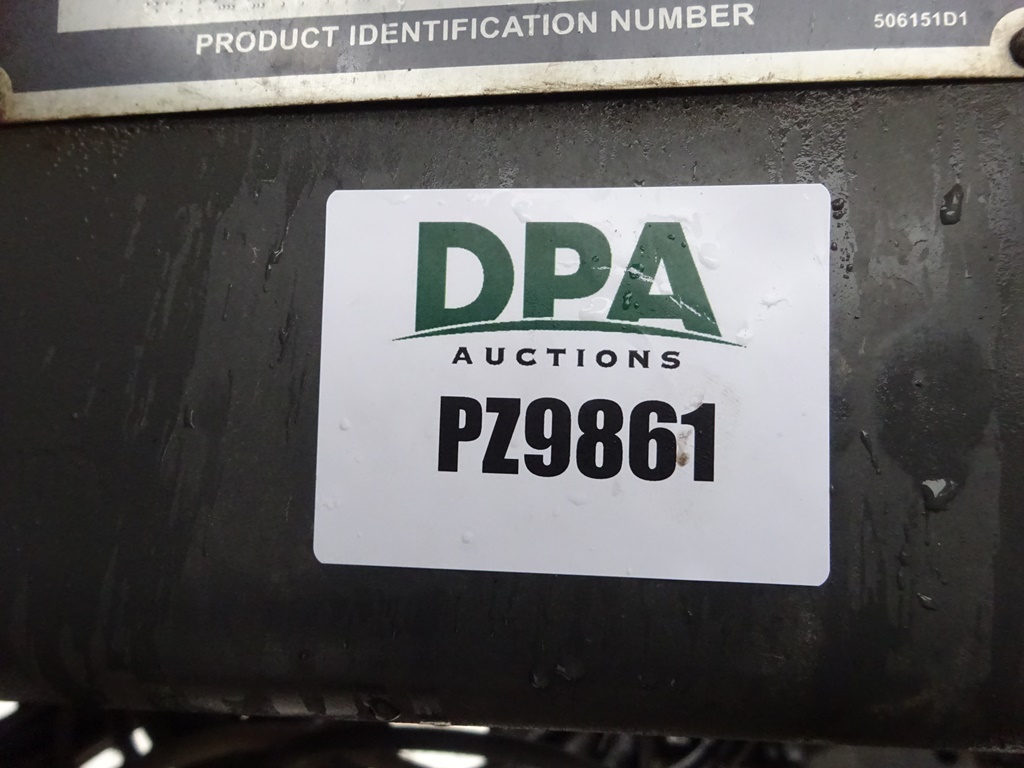 PRODUCT IDENTIFICATION NUMBER
506151D1
DPA
AUCTIONS
PZ9861